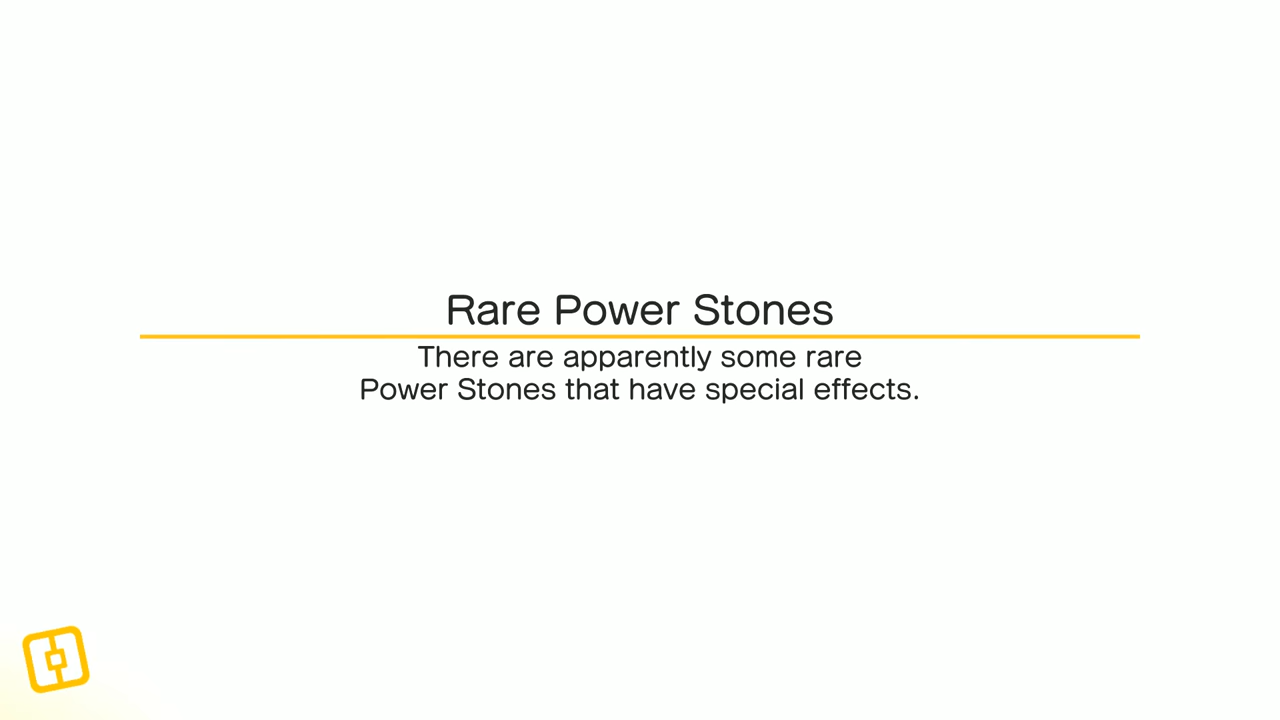 Rare Power Stones
There are apparently some rare
Power Stones that have special effects.